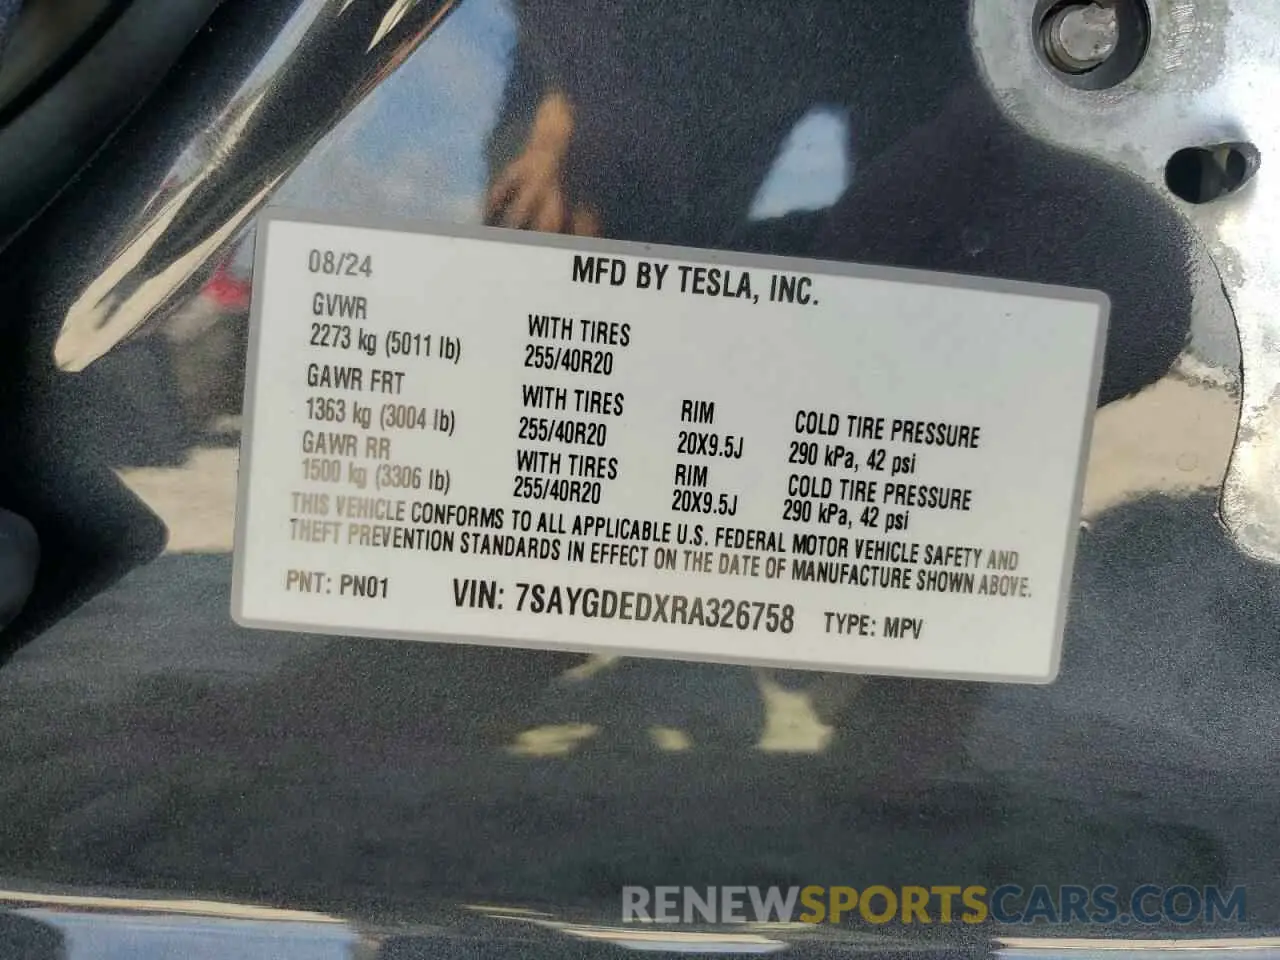 08/24 MFD BY TESLA, INC.
GVWR WITH TIRES
2273 kg (5011 lb) 255/40R20
GAWR FRT WITH TIRES RIM COLD TIRE PRESSURE
1363 kg (3004 lb) 255/40R20 20X9.5J 290 kPa, 42 psi
GAWR RR WITH TIRES RIM COLD TIRE PRESSURE
1500 kg (3306 lb) 255/40R20 20X9.5J 290 kPa, 42 psi
THIS VEHICLE CONFORMS TO ALL APPLICABLE U.S. FEDERAL MOTOR VEHICLE SAFETY AND
THEFT PREVENTION STANDARDS IN EFFECT ON THE DATE OF MANUFACTURE SHOWN ABOVE.
PNT: PN01 VIN: 7SAYGDEDXRA326758 TYPE: MPV
RENEWSPORTSCARS.COM